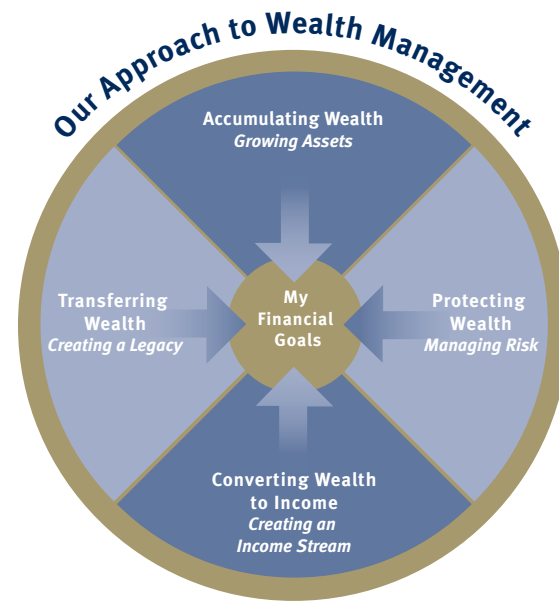 Our Approach to Wealth Management
Accumulating Wealth
Growing Assets
Transferring
Wealth
Creating a Legacy
My
Financial
Goals
Protecting
Wealth
Managing Risk
Converting Wealth
to Income
Creating an
Income Stream